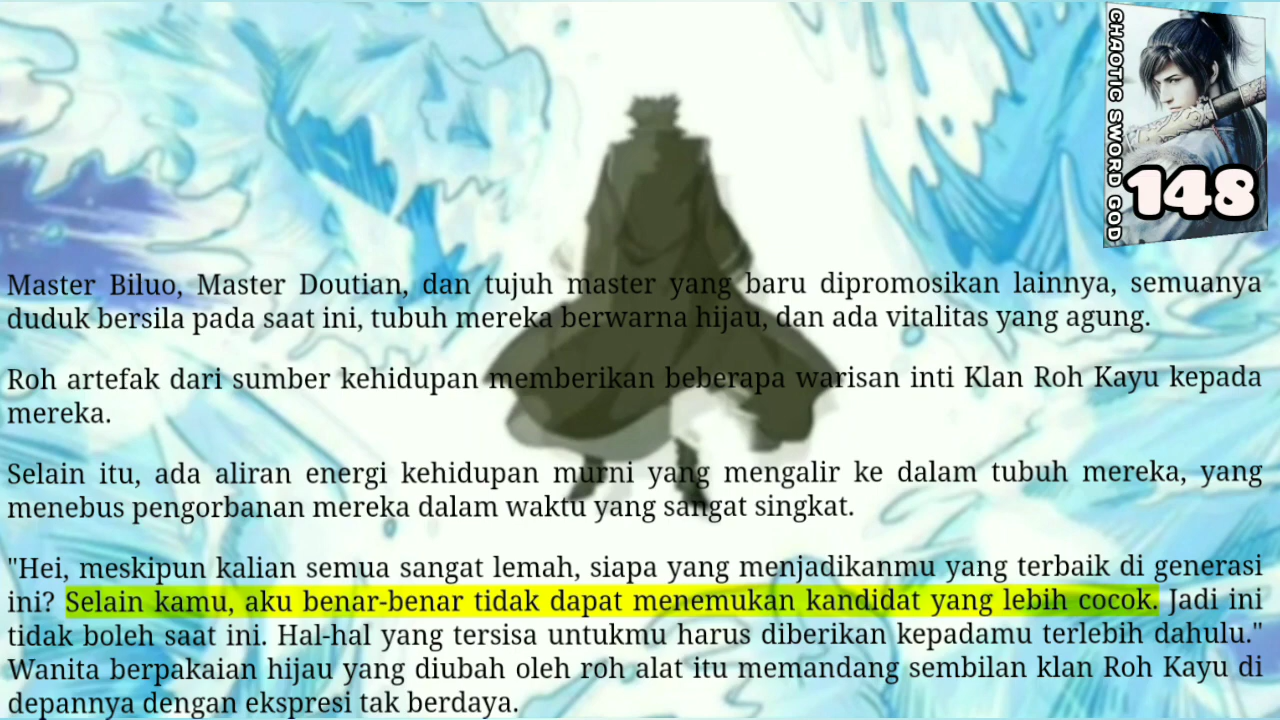 CHAOTIC SWORD GOD
148
Master Biluo, Master Doutian, dan tujuh master yang baru dipromosikan lainnya, semuanya
duduk bersila pada saat ini, tubuh mereka berwarna hijau, dan ada vitalitas yang agung.
Roh artefak dari sumber kehidupan memberikan beberapa warisan inti Klan Roh Kayu kepada
mereka.
Selain itu, ada aliran energi kehidupan murni yang mengalir ke dalam tubuh mereka, yang
menebus pengorbanan mereka dalam waktu yang sangat singkat.
"Hei, meskipun kalian semua sangat lemah, siapa yang menjadikanmu yang terbaik di generasi
ini? Selain kamu, aku benar-benar tidak dapat menemukan kandidat yang lebih cocok. Jadi ini
tidak boleh saat ini. Hal-hal yang tersisa untukmu harus diberikan kepadamu terlebih dahulu."
Wanita berpakaian hijau yang diubah oleh roh alat itu memandang sembilan klan Roh Kayu di
depannya dengan ekspresi tak berdaya.